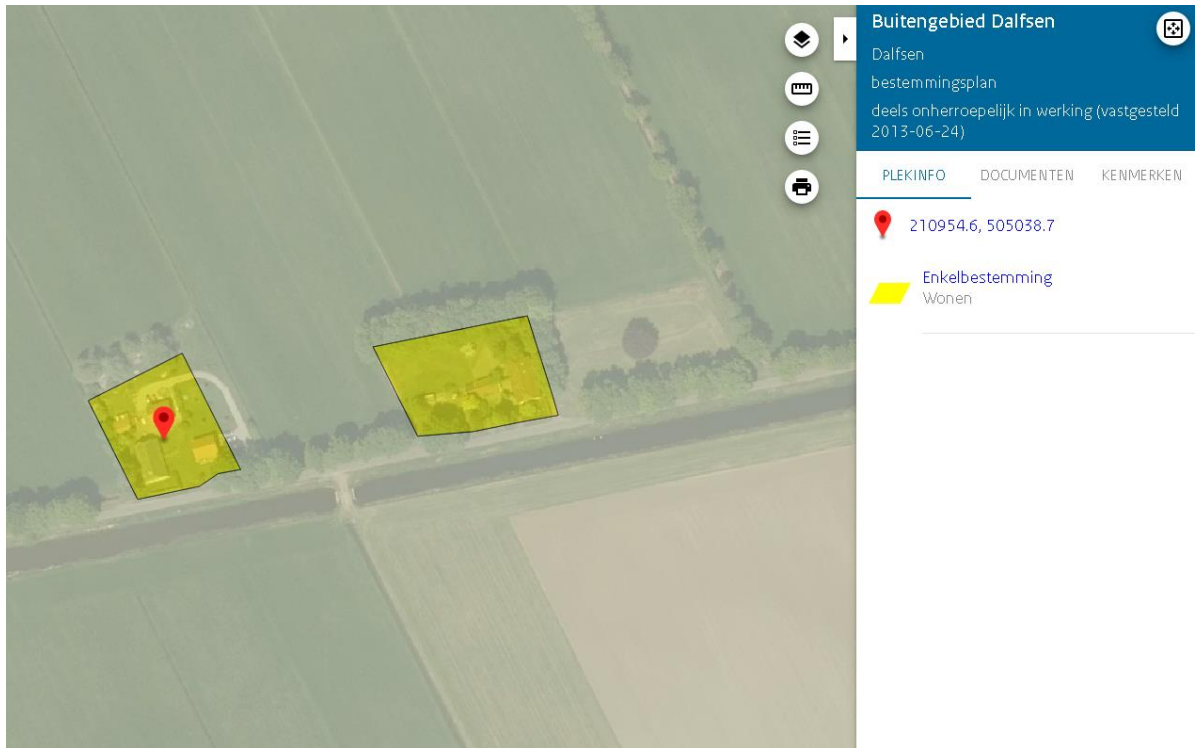 Buitengebied Dalfsen
Dalfsen
bestemmingsplan
deels onherroepelijk in werking (vastgesteld
2013-06-24)
PLEKINFO DOCUMENTEN KENMERKEN
210954.6, 505038.7
Enkelbestemming
Wonen